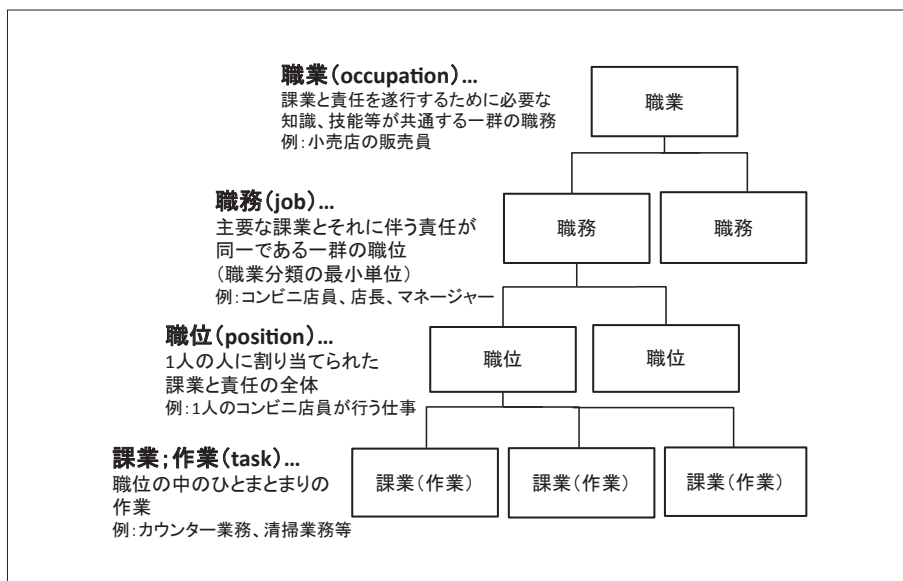 職業(occupation)…
課業と責任を遂行するために必要な
知識、技能等が共通する一群の職務
例：小売店の販売員
職業
職務(job)…
主要な課業とそれに伴う責任が
同一である一群の職位
（職業分類の最小単位）
例：コンビニ店員、店長、マネージャー
職務
職務
職位(position)…
1人の人に割り当てられた
課業と責任の全体
例：1人のコンビニ店員が行う仕事
職位
職位
課業；作業(task)…
職位の中のひとまとまりの
作業
例：カウンター業務、清掃業務等
課業（作業）
課業（作業）
課業（作業）